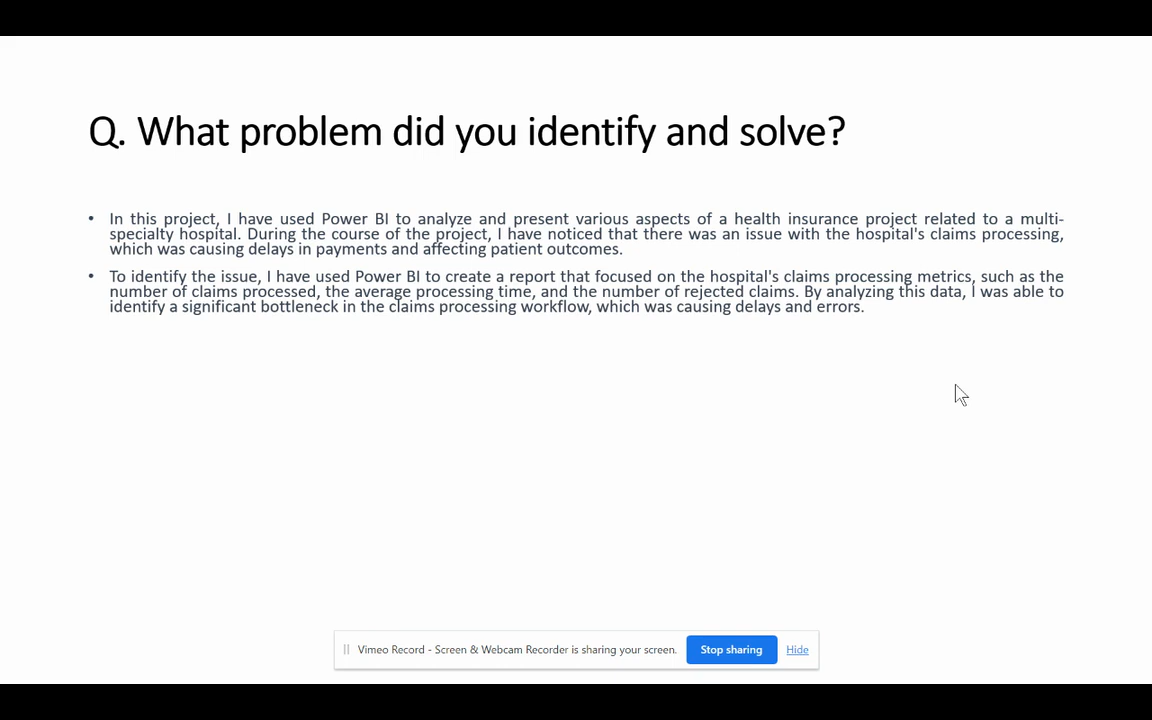 Q. What problem did you identify and solve?
• In this project, I have used Power BI to analyze and present various aspects of a health insurance project related to a multi-
specialty hospital. During the course of the project, I have noticed that there was an issue with the hospital's claims processing,
which was causing delays in payments and affecting patient outcomes.
• To identify the issue, I have used Power BI to create a report that focused on the hospital's claims processing metrics, such as the
number of claims processed, the average processing time, and the number of rejected claims. By analyzing this data, I was able to
identify a significant bottleneck in the claims processing workflow, which was causing delays and errors.
Vimeo Record - Screen & Webcam Recorder is sharing your screen. Stop sharing Hide